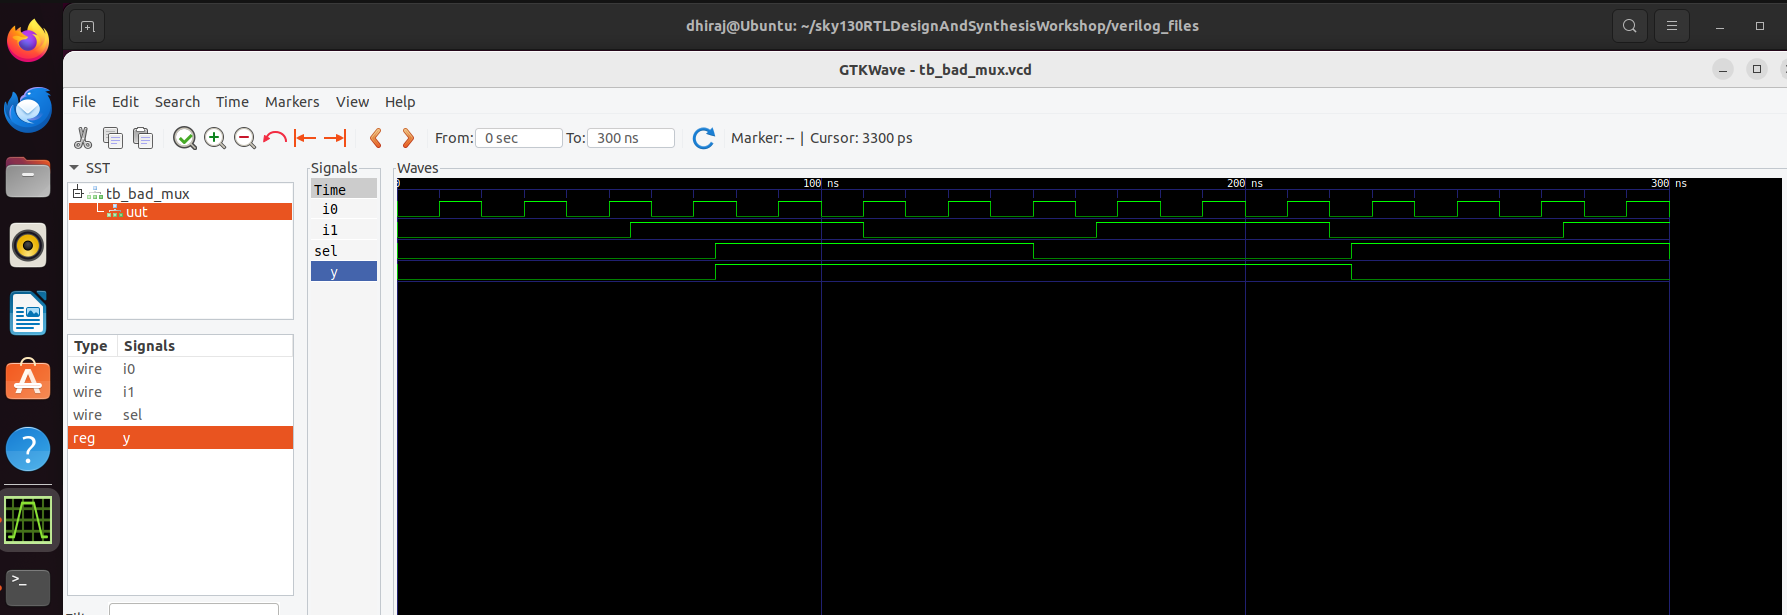 dhiraj@Ubuntu: ~/sky130RTLDesignAndSynthesisWorkshop/verilog_files
GTKWave - tb_bad_mux.vcd
File Edit Search Time Markers View Help
From: 0 sec To: 300 ns Marker: -- | Cursor: 3300 ps
SST
tb_bad_mux
uut
Type Signals
wire i0
wire i1
wire sel
reg y
Signals
Time
i0
i1
sel
y
Waves
0 100 ns 200 ns 300 ns